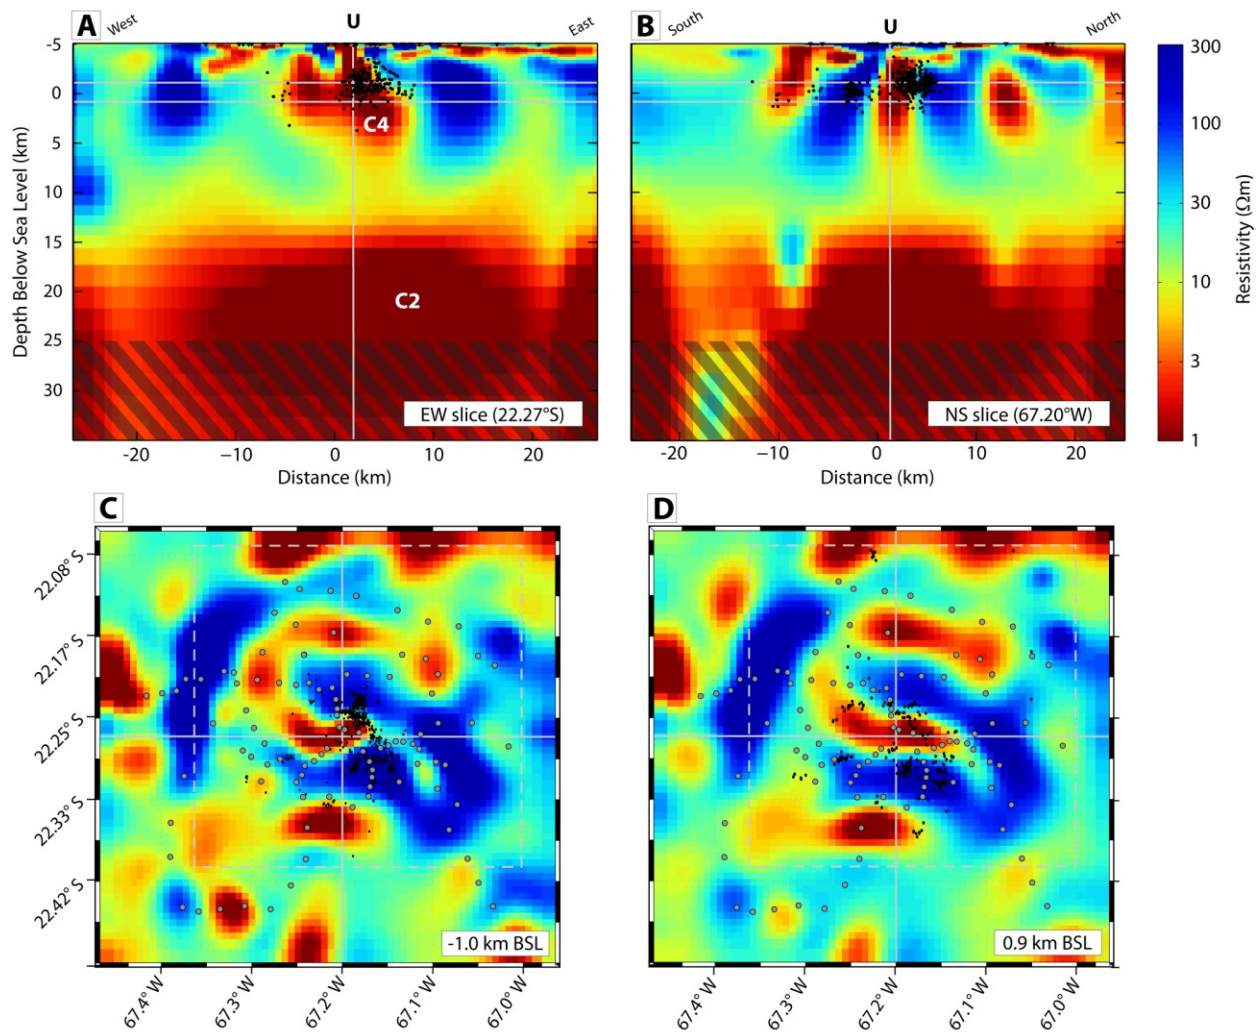 A
West
U
East
B
South
U
North
-5
0
5
10
15
20
25
30
Depth Below Sea Level (km)
C4
C2
EW slice (22.27°S)
NS slice (67.20°W)
-20
−10
0
10
20
Distance (km)
-20
−10
0
10
20
Distance (km)
300
100
30
10
3
1
Resistivity (Ωm)
C
D
22.08° S
22.17° S
22.25° S
22.33° S
22.42° S
-1.0 km BSL
0.9 km BSL
67.4° W
67.3° W
67.2° W
67.1° W
67.0° W
67.4° W
67.3° W
67.2° W
67.1° W
67.0° W